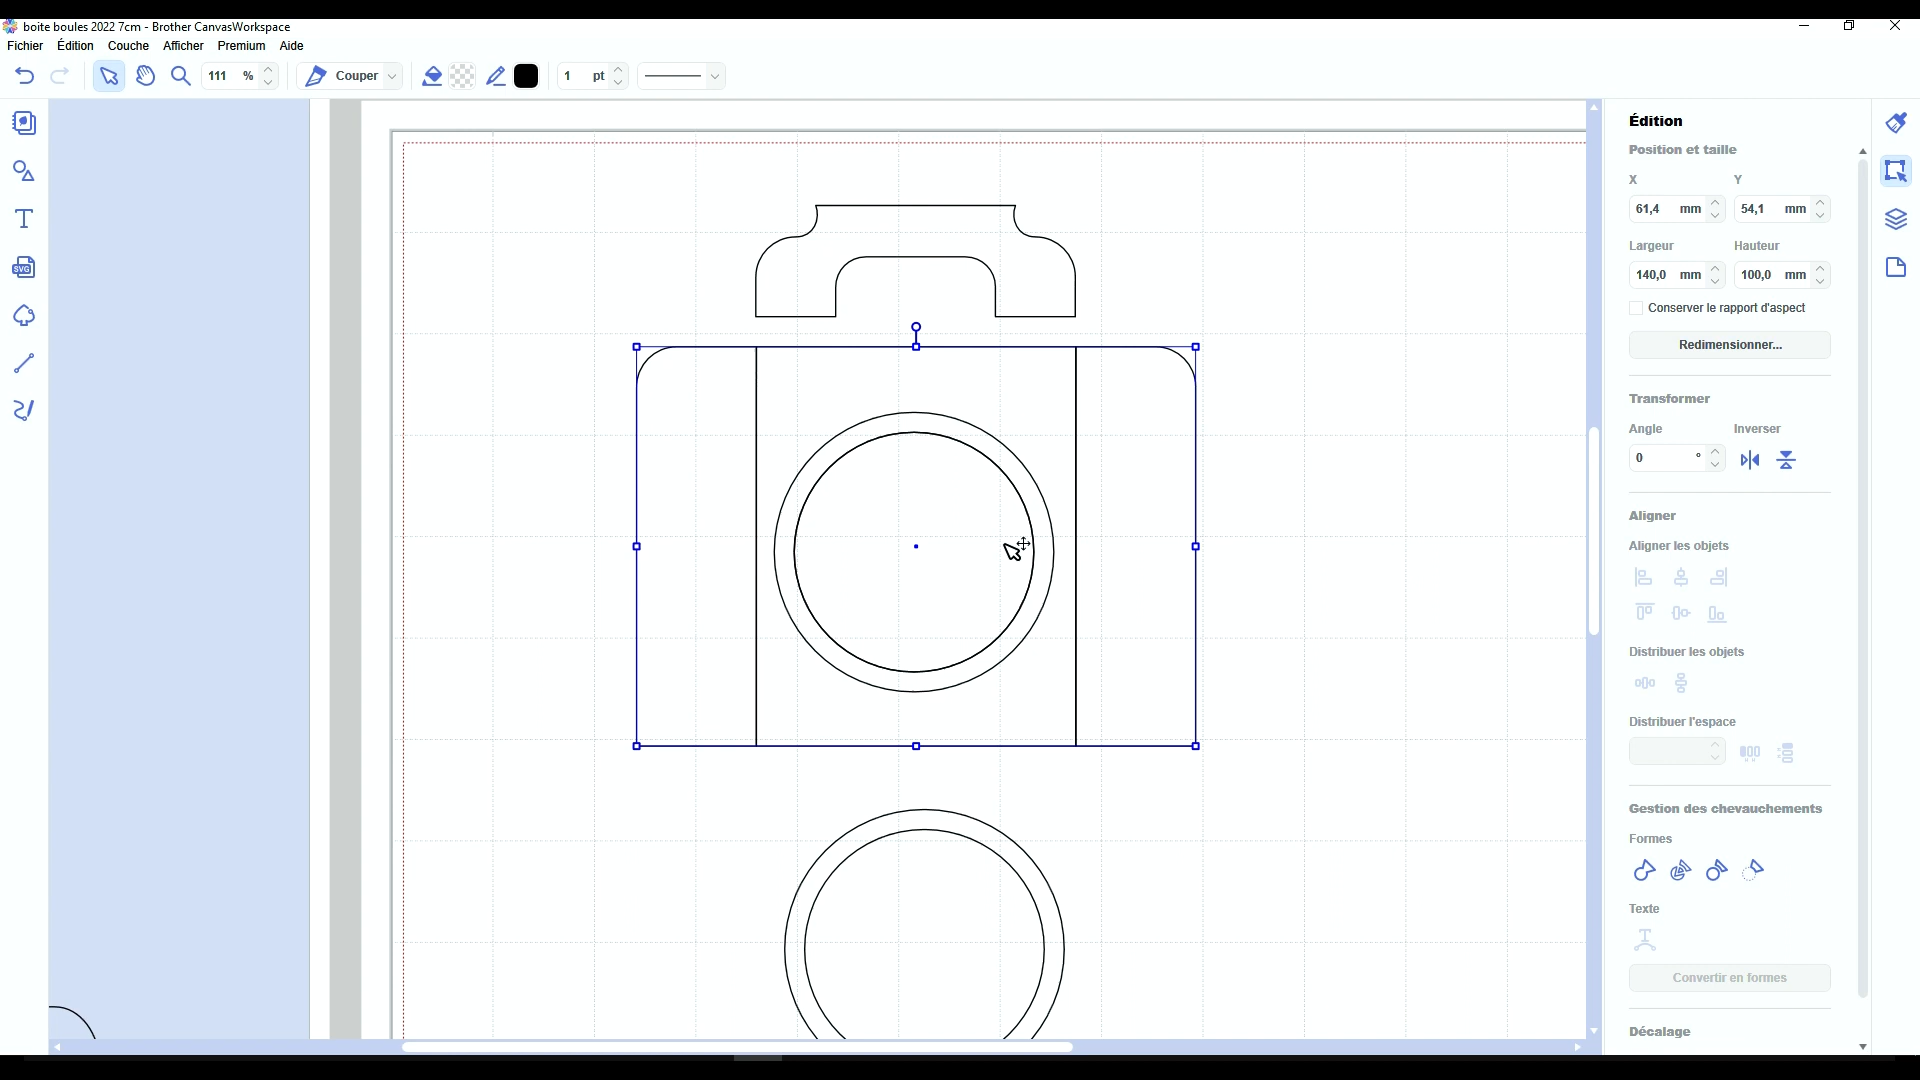 boite boules 2022 7cm - Brother CanvasWorkspace
Fichier Édition Couche Afficher Premium Aide
111 % Couper 1 pt
Édition
Position et taille
X Y
61,4 mm 54,1 mm
Largeur Hauteur
140,0 mm 100,0 mm
Conserver le rapport d'aspect
Redimensionner...
Transformer
Angle Inverser
0 °
Aligner
Aligner les objets
Distribuer les objets
Distribuer l'espace
Gestion des chevauchements
Formes
Texte
Convertir en formes
Décalage
T
SVG